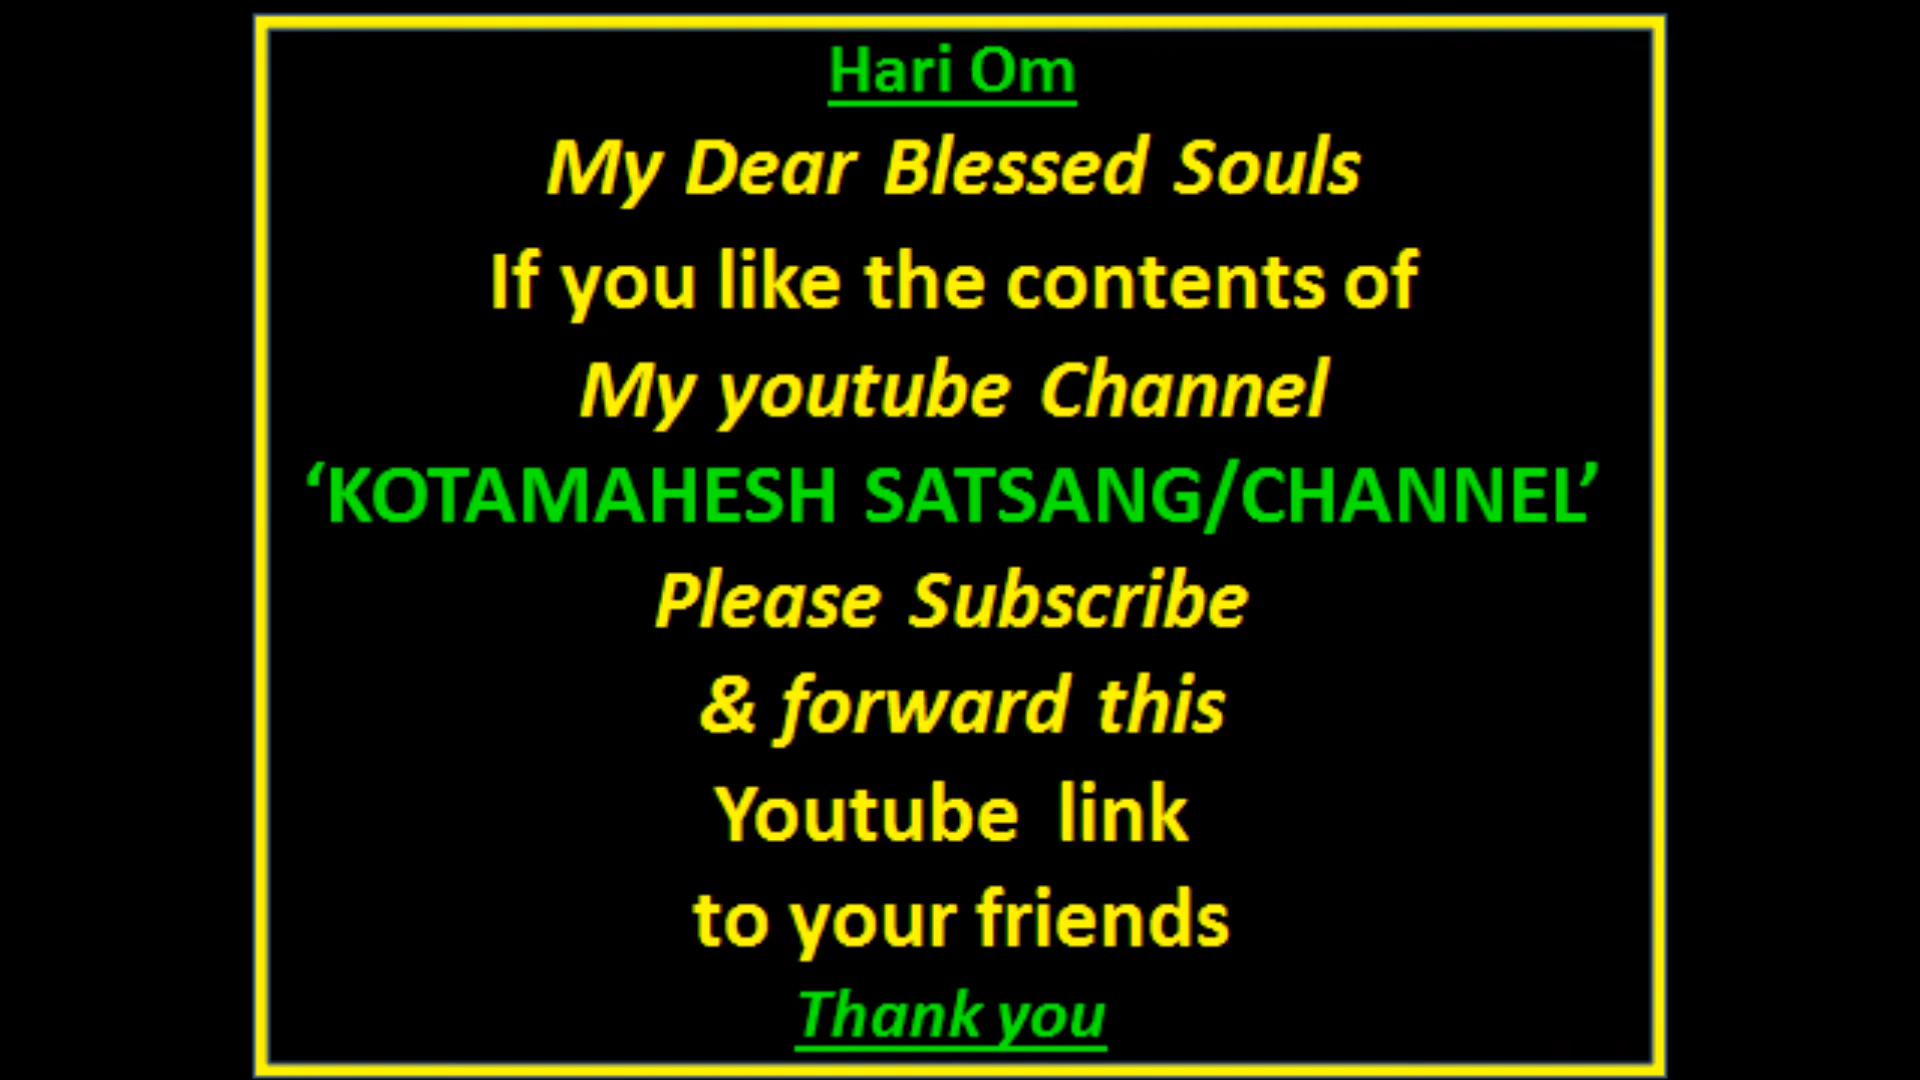 Hari Om
My Dear Blessed Souls
If you like the contents of
My youtube Channel
‘KOTAMAHESH SATSANG/CHANNEL’
Please Subscribe
& forward this
Youtube link
to your friends
Thank you